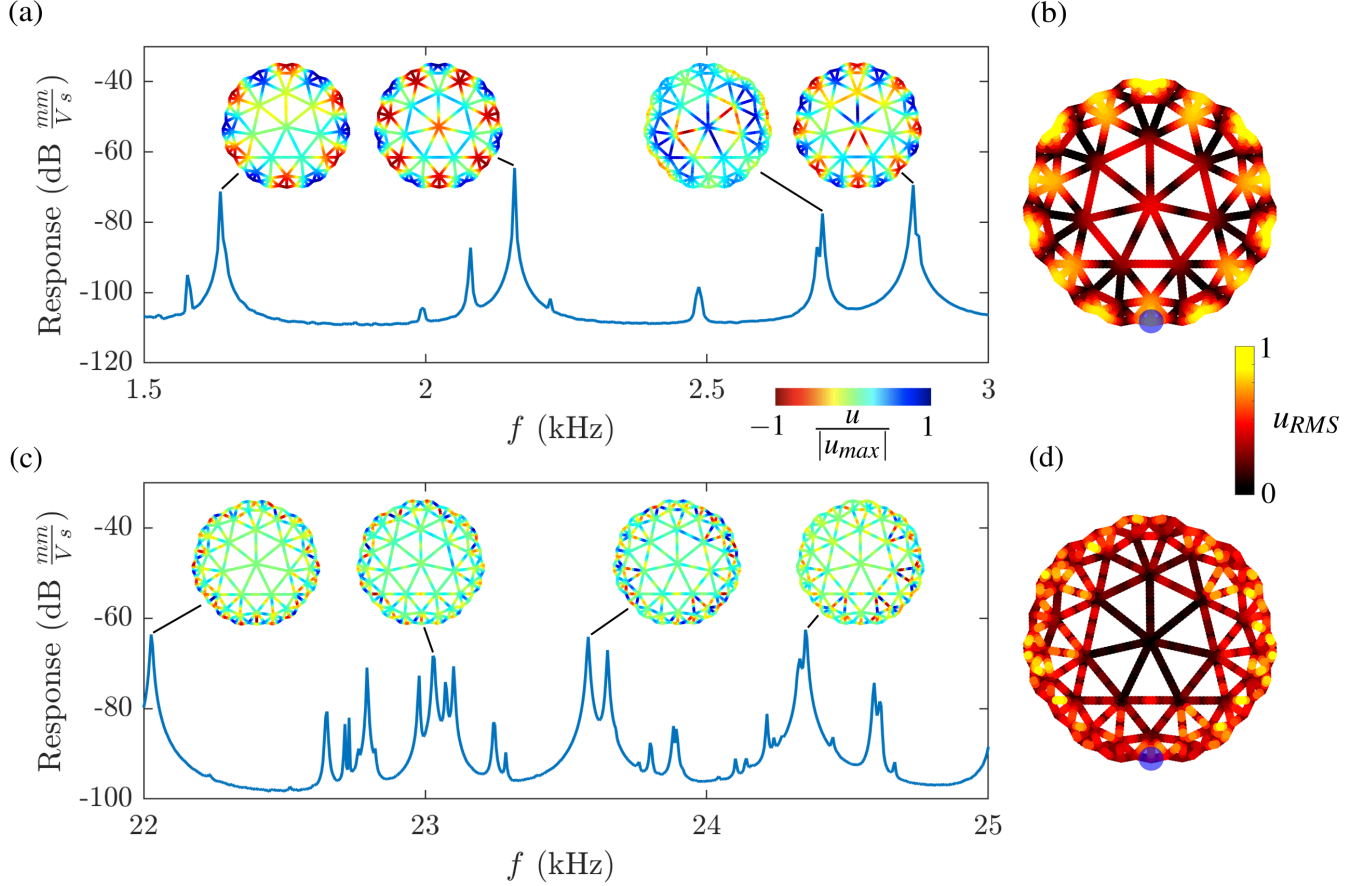 (a)
(b)
Response (dB mm/V s)
-40
-60
-80
-100
-120
1.5
2
2.5
3
f (kHz)
−1
u/|u_max|
1
1
u_RMS
0
(c)
(d)
Response (dB mm/V s)
-40
-60
-80
-100
22
23
24
25
f (kHz)